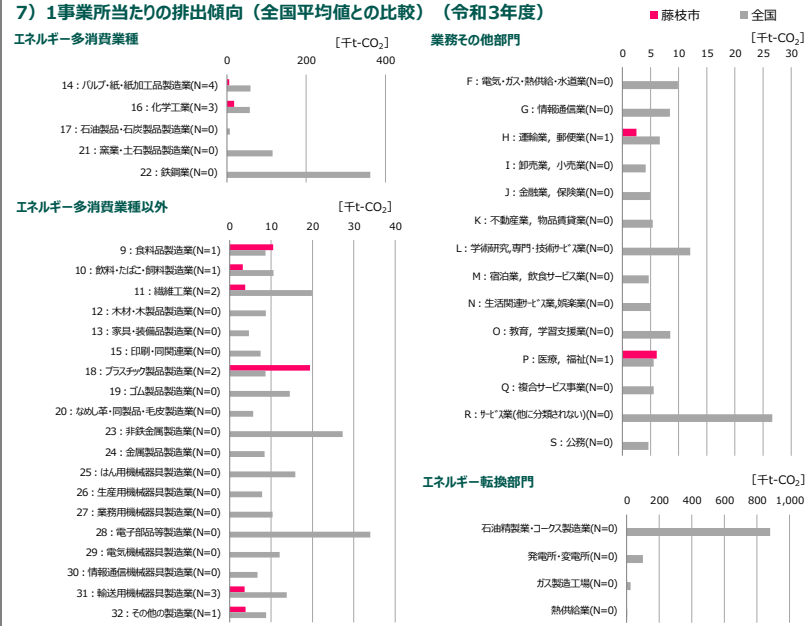 7）1事業所当たりの排出傾向（全国平均値との比較）（令和3年度）
藤枝市 全国
エネルギー多消費業種
［千t-CO₂］
0 200 400
14：パルプ・紙・紙加工品製造業(N=4)
16：化学工業(N=3)
17：石油製品・石炭製品製造業(N=0)
21：窯業・土石製品製造業(N=0)
22：鉄鋼業(N=0)
エネルギー多消費業種以外
［千t-CO₂］
0 10 20 30 40
9：食料品製造業(N=1)
10：飲料・たばこ・飼料製造業(N=1)
11：繊維工業(N=2)
12：木材・木製品製造業(N=0)
13：家具・装備品製造業(N=0)
15：印刷・同関連業(N=0)
18：プラスチック製品製造業(N=2)
19：ゴム製品製造業(N=0)
20：なめし革・同製品・毛皮製造業(N=0)
23：非鉄金属製造業(N=0)
24：金属製品製造業(N=0)
25：はん用機械器具製造業(N=0)
26：生産用機械器具製造業(N=0)
27：業務用機械器具製造業(N=0)
28：電子部品等製造業(N=0)
29：電気機械器具製造業(N=0)
30：情報通信機械器具製造業(N=0)
31：輸送用機械器具製造業(N=3)
32：その他の製造業(N=1)
業務その他部門
［千t-CO₂］
0 5 10 15 20 25 30
F：電気・ガス・熱供給・水道業(N=0)
G：情報通信業(N=0)
H：運輸業，郵便業(N=1)
I：卸売業，小売業(N=0)
J：金融業，保険業(N=0)
K：不動産業，物品賃貸業(N=0)
L：学術研究,専門・技術ｻｰﾋﾞｽ業(N=0)
M：宿泊業，飲食サービス業(N=0)
N：生活関連ｻｰﾋﾞｽ業,娯楽業(N=0)
O：教育，学習支援業(N=0)
P：医療，福祉(N=1)
Q：複合サービス事業(N=0)
R：ｻｰﾋﾞｽ業(他に分類されない)(N=0)
S：公務(N=0)
エネルギー転換部門
［千t-CO₂］
0 200 400 600 800 1,000
石油精製業・コークス製造業(N=0)
発電所・変電所(N=0)
ガス製造工場(N=0)
熱供給業(N=0)